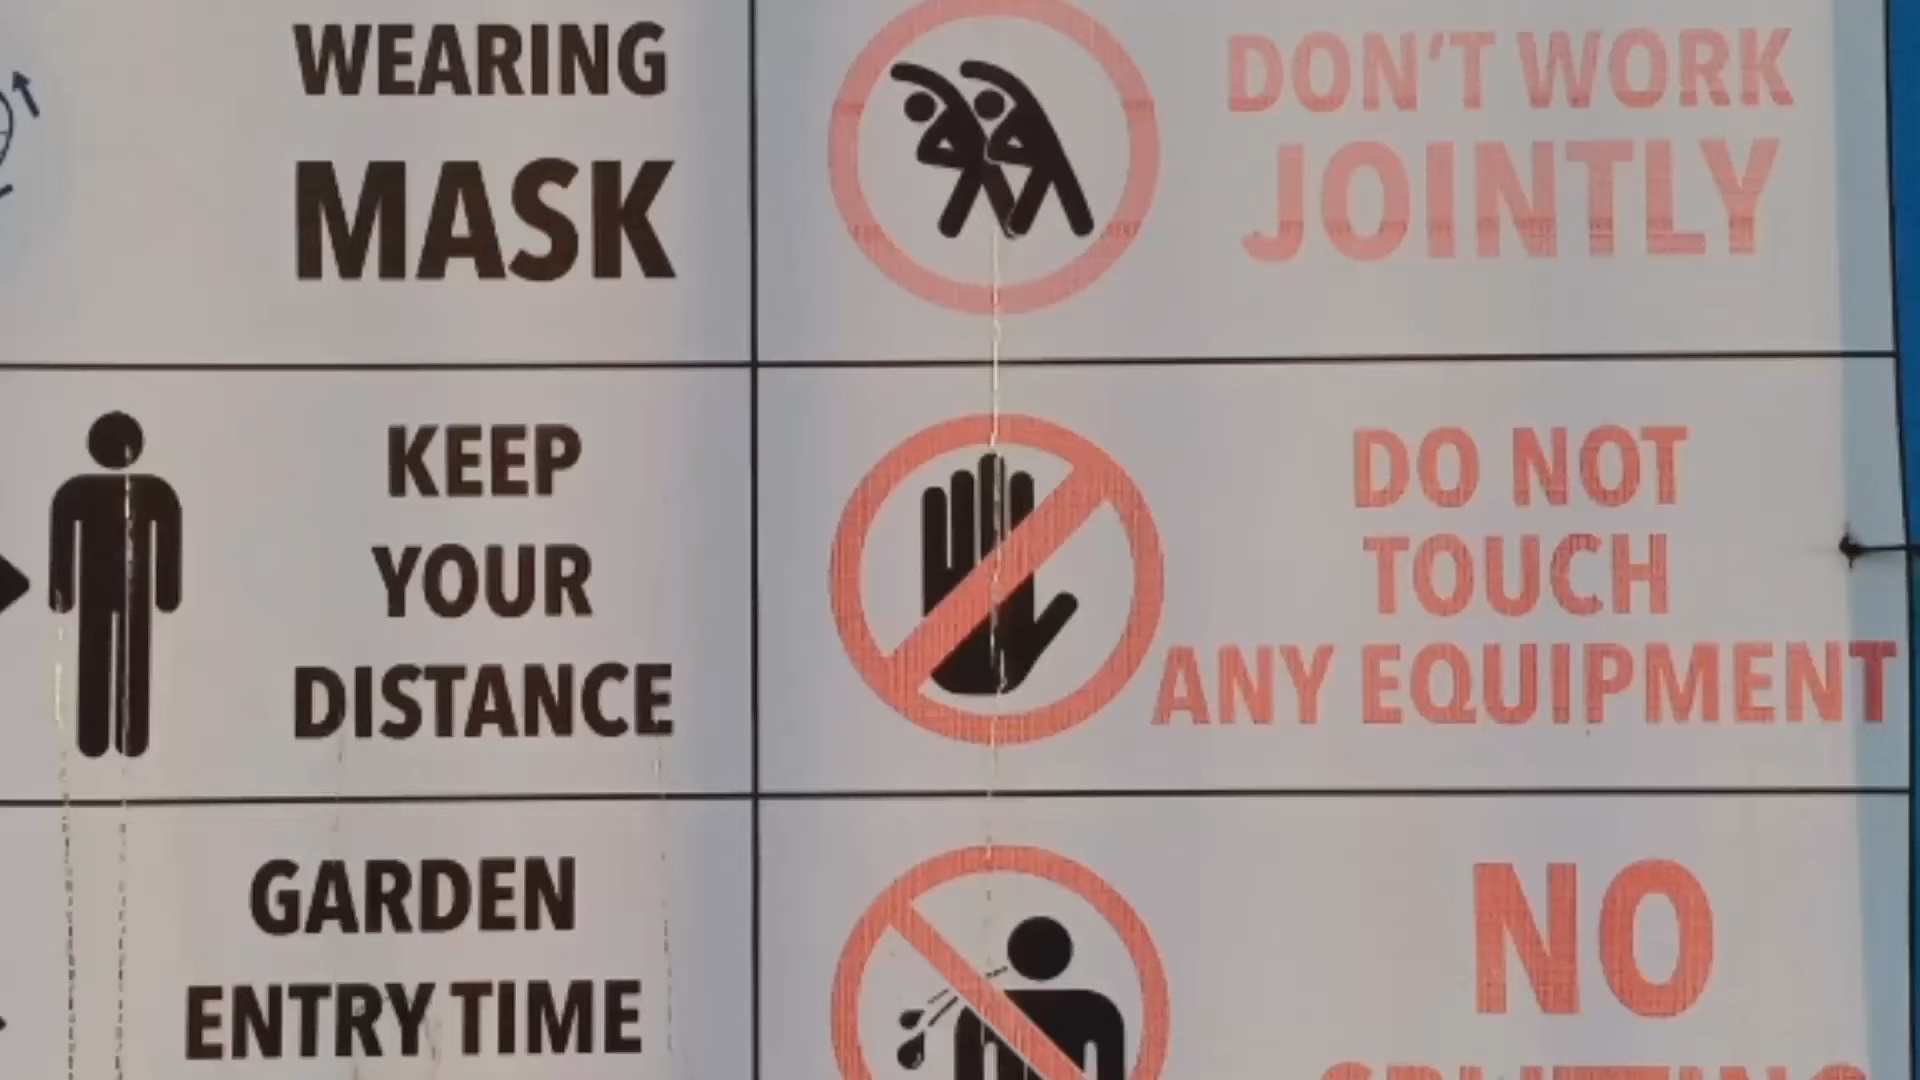 WEARING
MASK
DON'T WORK
JOINTLY
KEEP
YOUR
DISTANCE
DO NOT
TOUCH
ANY EQUIPMENT
GARDEN
ENTRY TIME
NO